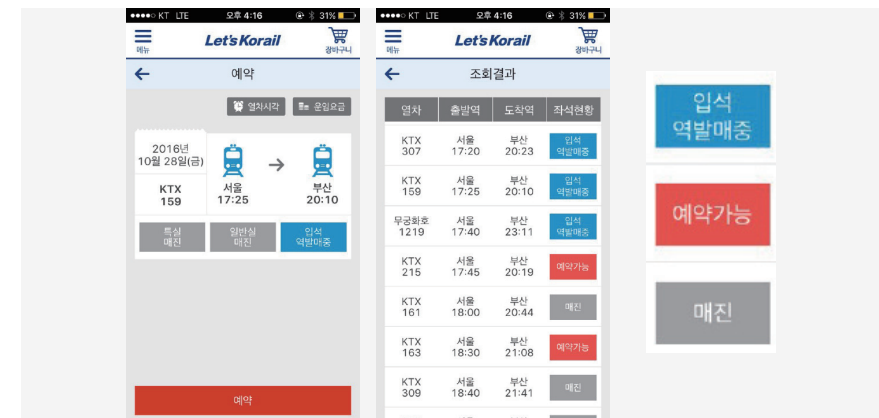 KT LTE 오후 4:16 31%
메뉴 Let's Korail 장바구니
예약
열차시각 운임요금
2016년
10월 28일(금)
KTX
159
서울
17:25
부산
20:10
특실
매진
일반실
매진
입석
역발매중
예약
KT LTE 오후 4:16 31%
메뉴 Let's Korail 장바구니
조회결과
열차 출발역 도착역 좌석현황
KTX 서울 부산 입석
307 17:20 20:23 역발매중
KTX 서울 부산 입석
159 17:25 20:10 역발매중
무궁화호 서울 부산 입석
1219 17:40 23:11 역발매중
KTX 서울 부산 예약가능
215 17:45 20:19
KTX 서울 부산 매진
161 18:00 20:44
KTX 서울 부산 예약가능
163 18:30 21:08
KTX 서울 부산 매진
309 18:40 21:41
입석
역발매중
예약가능
매진